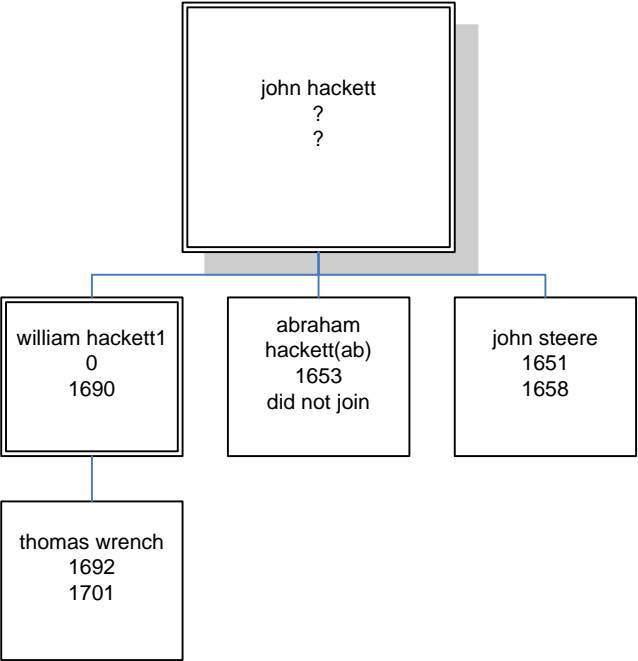 john hackett
?
?
william hackett1
0
1690
abraham
hackett(ab)
1653
did not join
john steere
1651
1658
thomas wrench
1692
1701